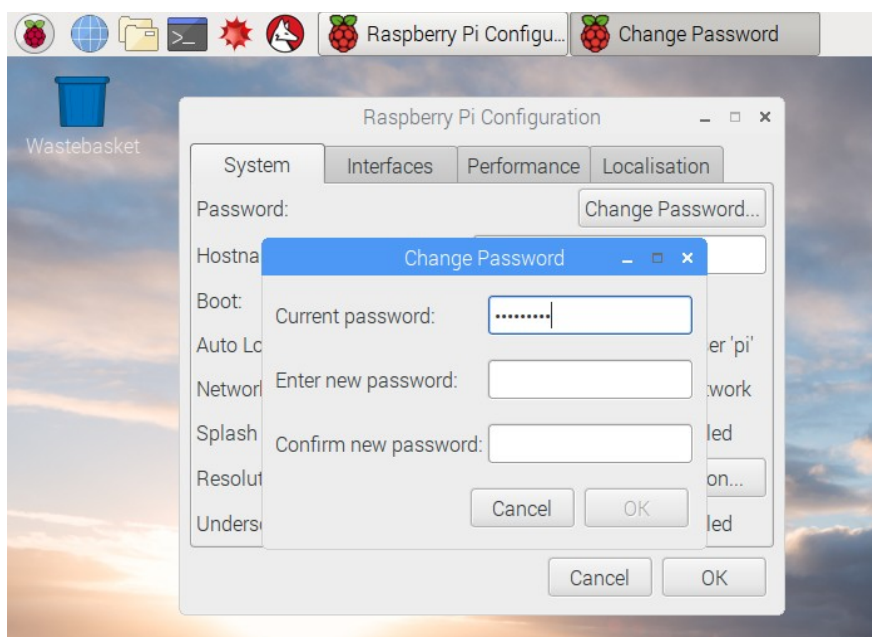 Raspberry Pi Configu... Change Password
Wastebasket
Raspberry Pi Configuration
System Interfaces Performance Localisation
Password: Change Password...
Hostna
Change Password
Boot:
Current password: •••••••••
Auto Lo er 'pi'
Enter new password:
Networ work
Splash led
Confirm new password:
Resolut on...
Cancel OK
Unders led
Cancel OK